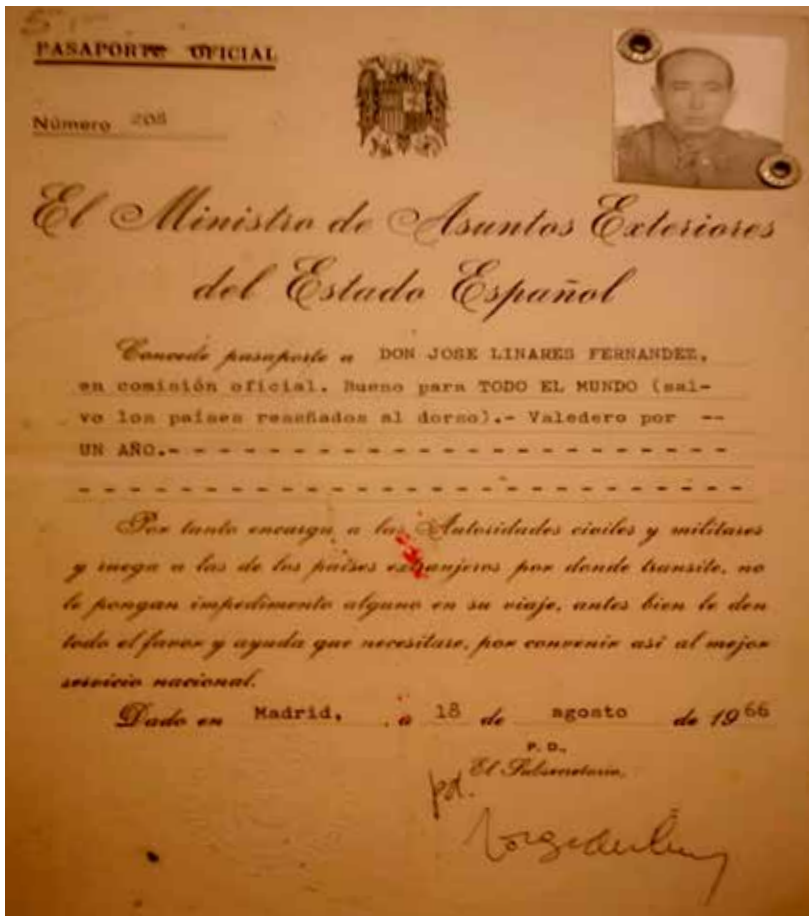 PASAPORTE OFICIAL
Número 208
El Ministro de Asuntos Exteriores
del Estado Español
Concede pasaporte a DON JOSE LINARES FERNANDEZ,
en comisión oficial. Bueno para TODO EL MUNDO (sal-
vo los paises reseñados al dorso).- Valedero por --
UN AÑO.- - - - - - - - - - - - - - - - - - - - - - -
- - - - - - - - - - - - - - - - - - - - - - - - - - -
Por tanto encarga a las Autoridades civiles y militares
y ruega a las de los países extranjeros por donde transite, no
le pongan impedimento alguno en su viaje, antes bien le den
todo el favor y ayuda que necesitare, por convenir así al mejor
servicio nacional.
Dado en Madrid, a 18 de agosto de 1966
P. D.,
El Subsecretario,